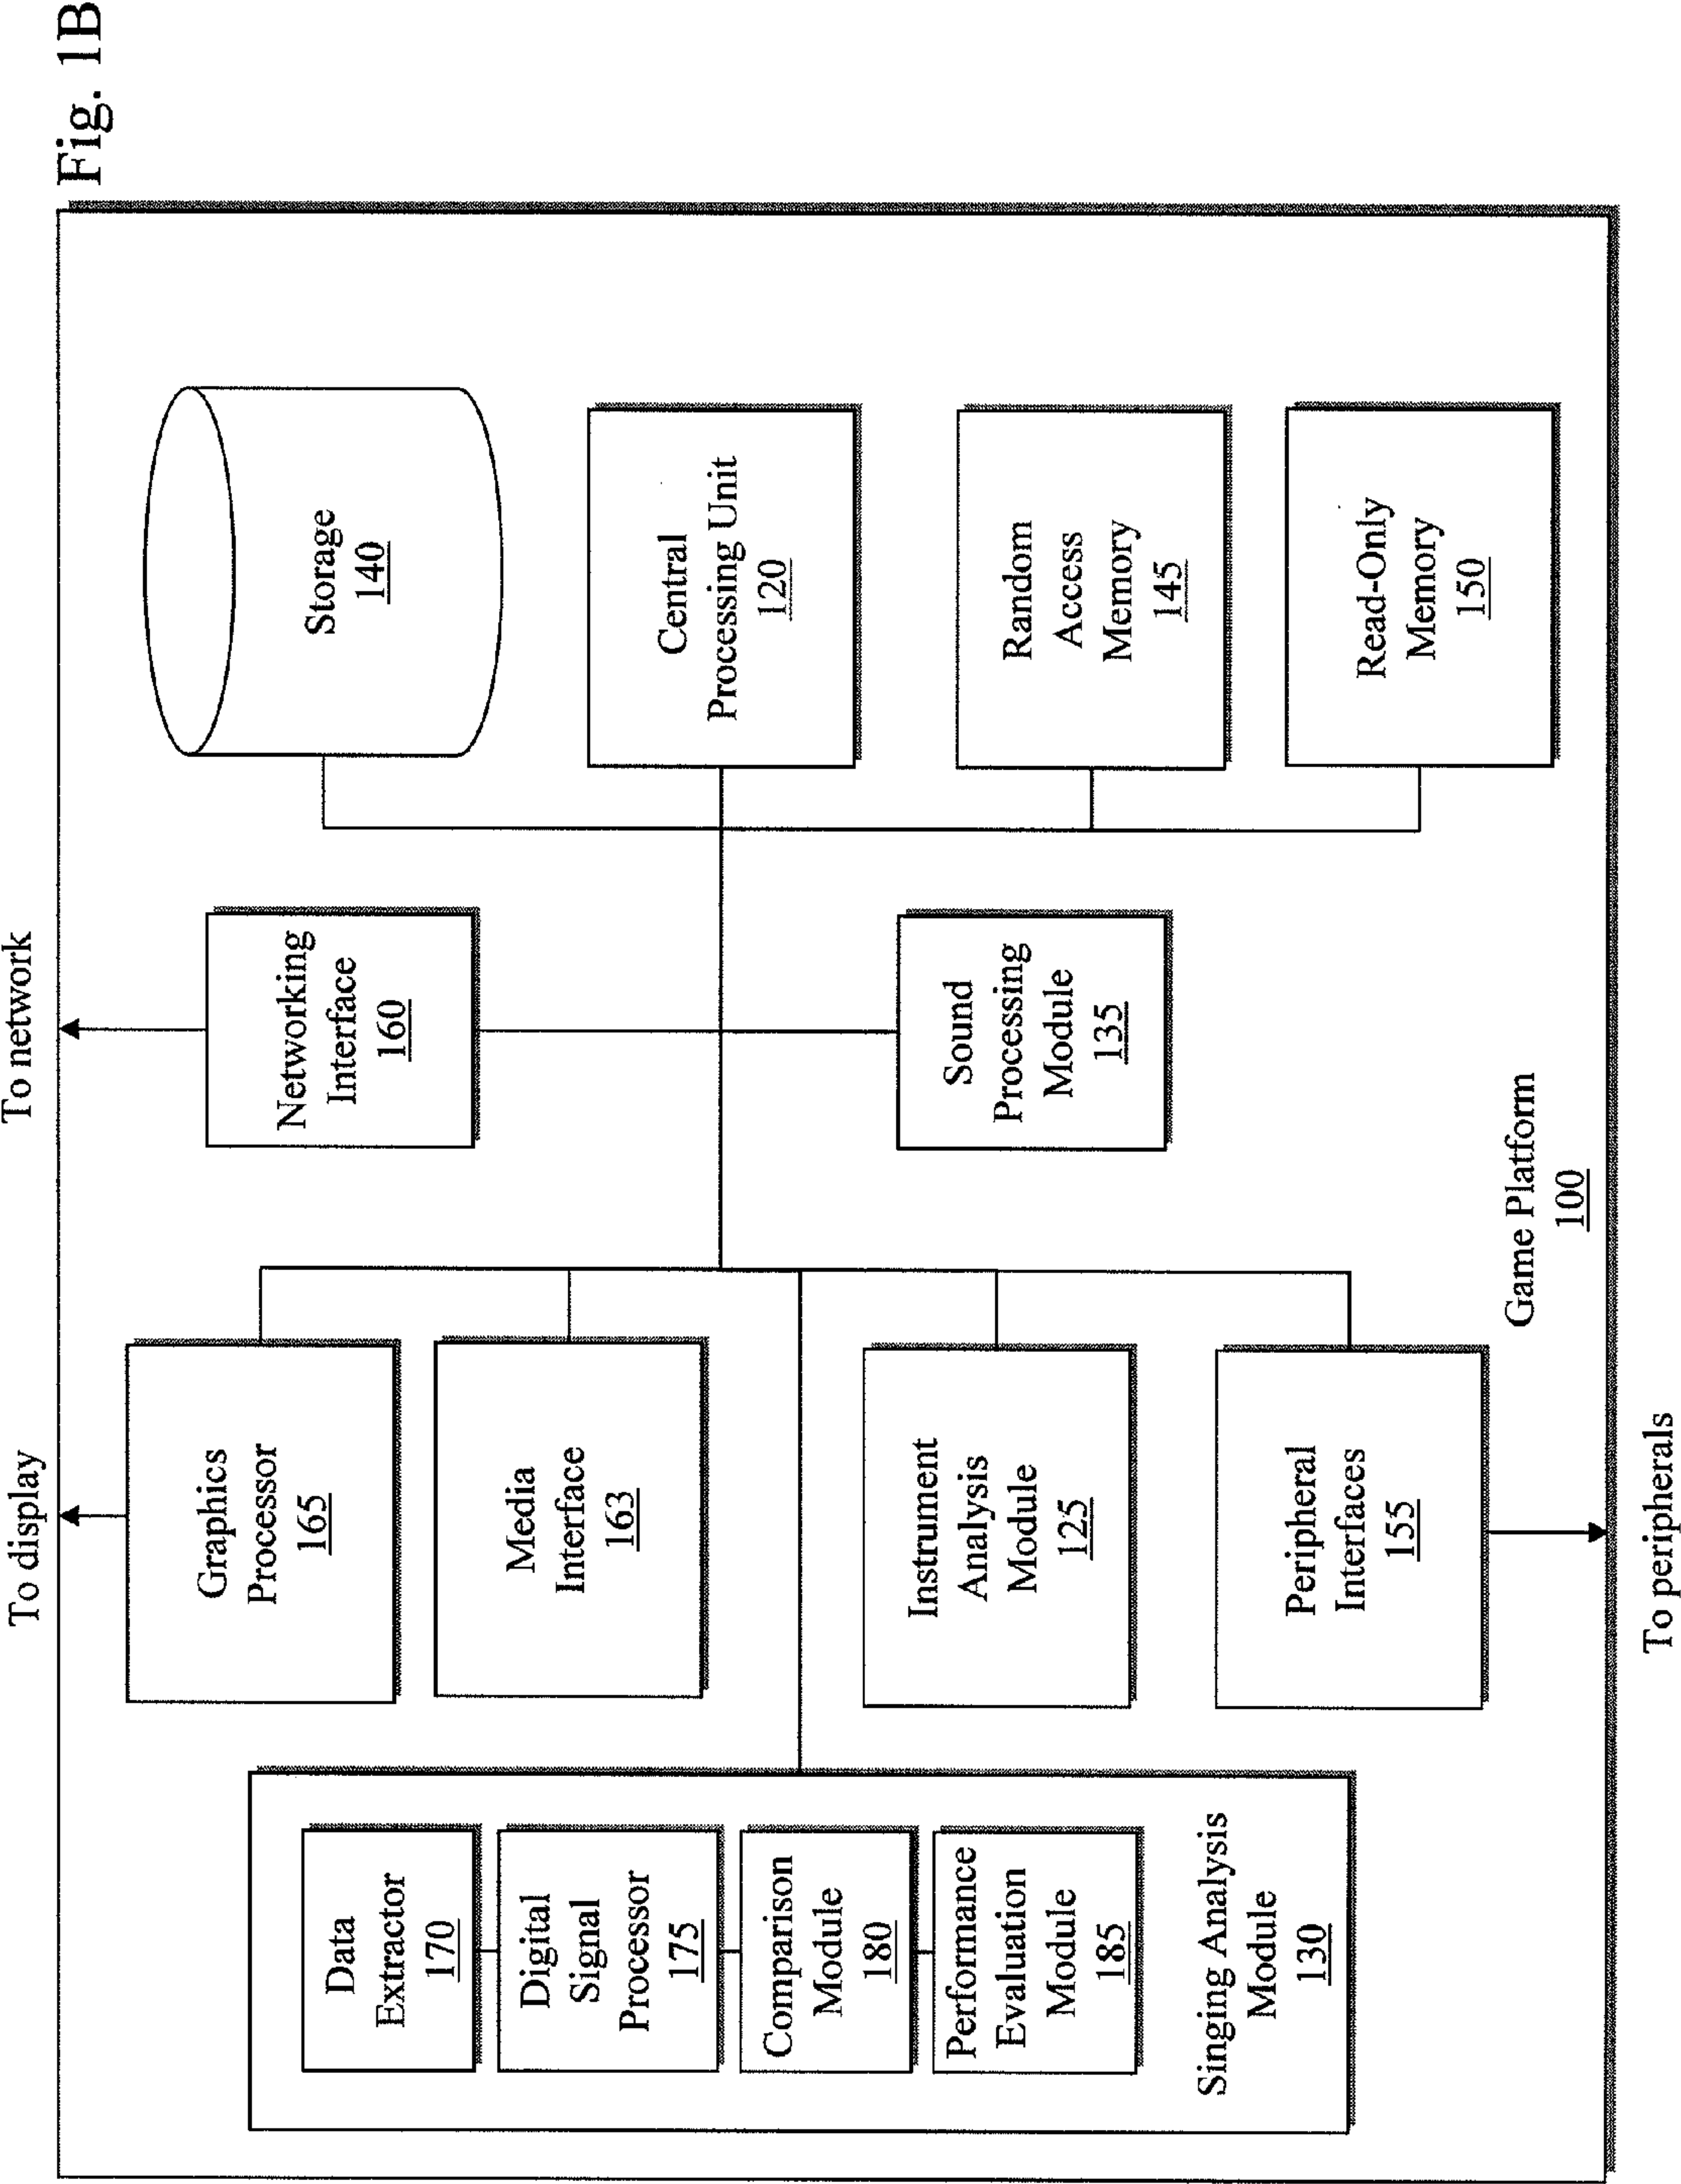 Fig. 1B
To display
To network
Data
Extractor
170
Digital
Signal
Processor
175
Comparison
Module
180
Performance
Evaluation
Module
185
Singing Analysis
Module
130
Graphics
Processor
165
Media
Interface
163
Instrument
Analysis
Module
125
Peripheral
Interfaces
155
Networking
Interface
160
Sound
Processing
Module
135
Storage
140
Central
Processing Unit
120
Random
Access
Memory
145
Read-Only
Memory
150
Game Platform
100
To peripherals